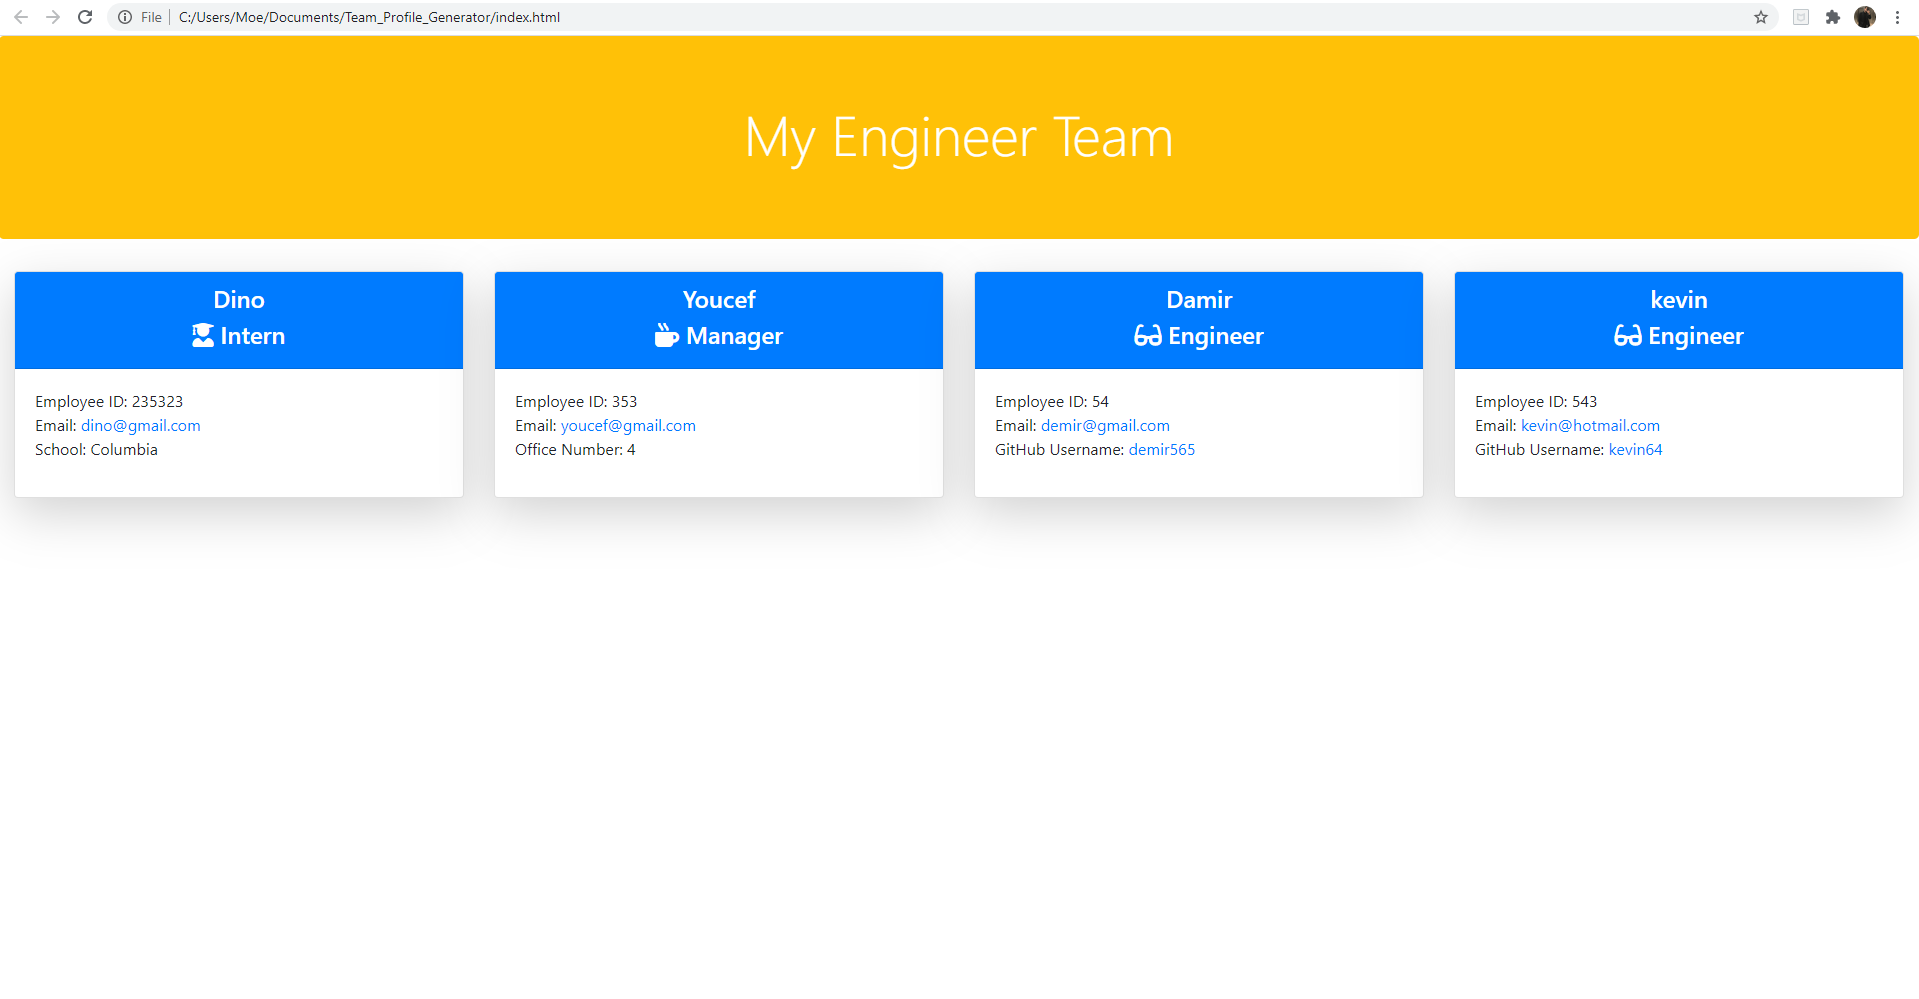 File C:/Users/Moe/Documents/Team_Profile_Generator/index.html
My Engineer Team
Dino
Intern
Employee ID: 235323
Email: dino@gmail.com
School: Columbia
Youcef
Manager
Employee ID: 353
Email: youcef@gmail.com
Office Number: 4
Damir
Engineer
Employee ID: 54
Email: demir@gmail.com
GitHub Username: demir565
kevin
Engineer
Employee ID: 543
Email: kevin@hotmail.com
GitHub Username: kevin64